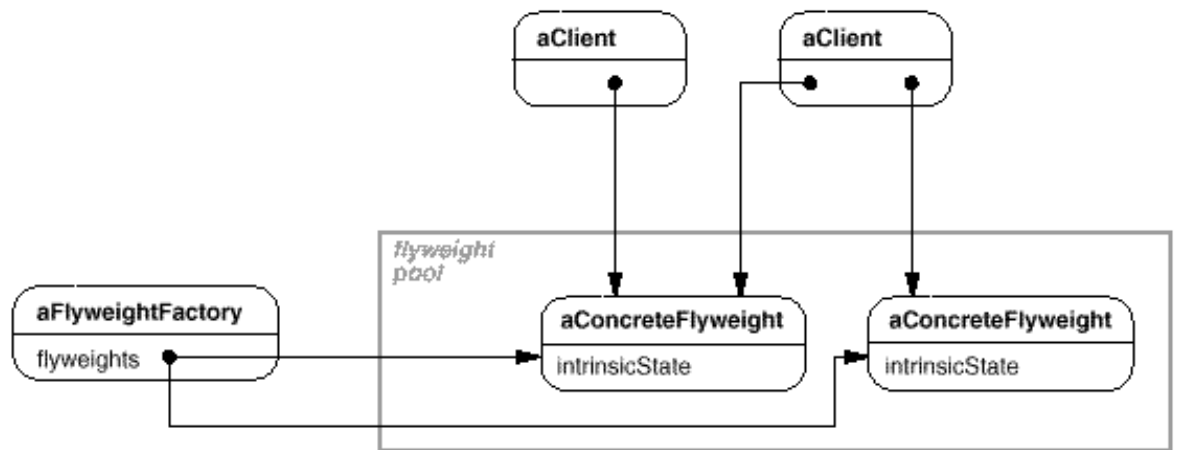 aClient
aClient
flyweight
pool
aFlyweightFactory
flyweights
aConcreteFlyweight
intrinsicState
aConcreteFlyweight
intrinsicState